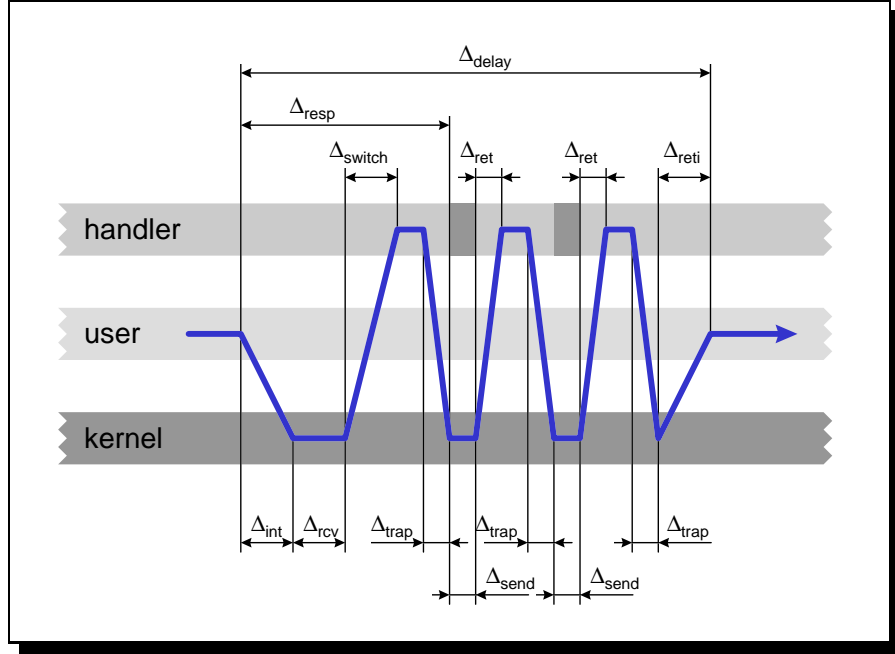 Δdelay
Δresp
Δswitch Δret Δret Δreti
handler
user
kernel
Δint Δrcv Δtrap Δtrap Δtrap
Δsend Δsend